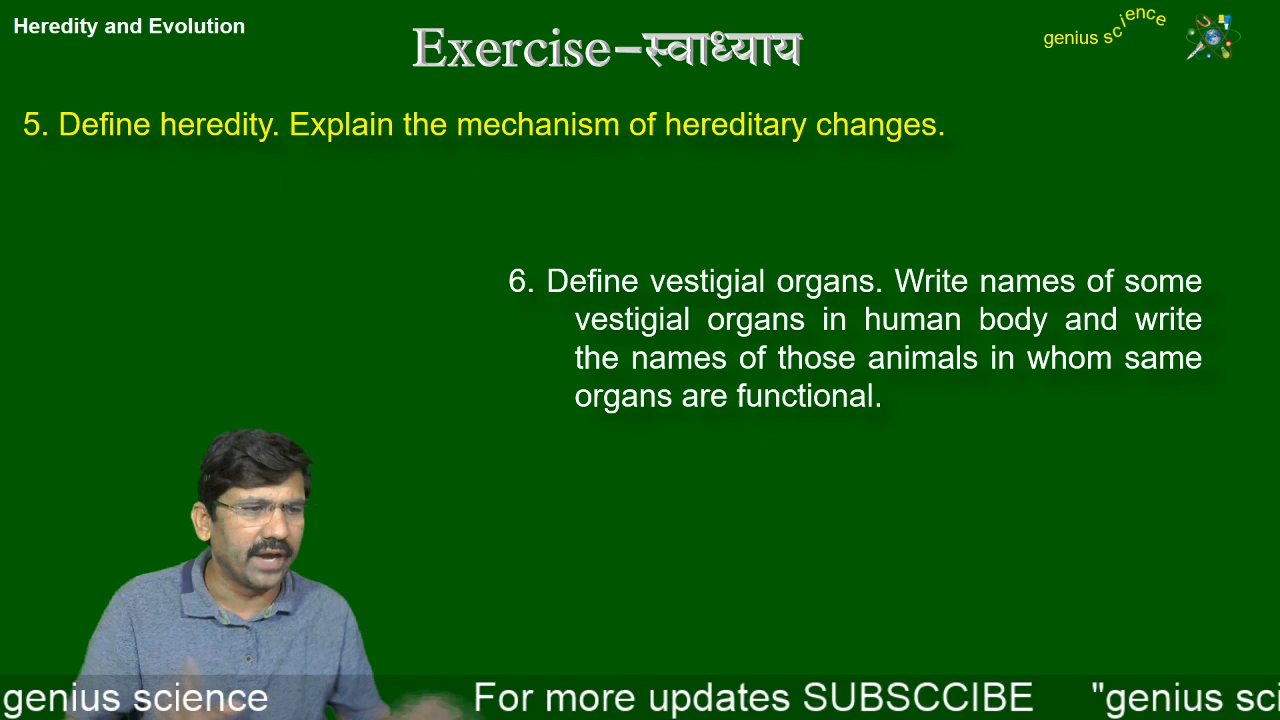 Heredity and Evolution
Exercise-स्वाध्याय
genius science
5. Define heredity. Explain the mechanism of hereditary changes.
6. Define vestigial organs. Write names of some
vestigial organs in human body and write
the names of those animals in whom same
organs are functional.
genius science For more updates SUBSCCIBE "genius sci